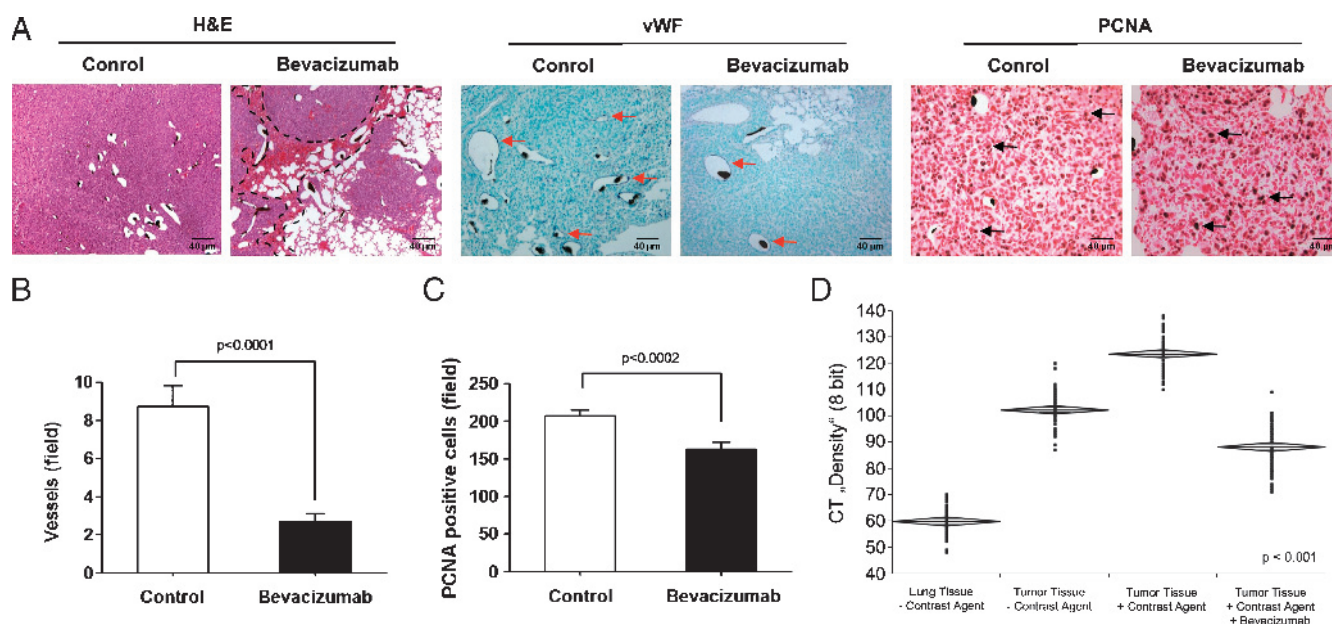 A
H&E
vWF
PCNA
Conrol
Bevacizumab
Conrol
Bevacizumab
Conrol
Bevacizumab
40 µm
40 µm
40 µm
40 µm
40 µm
40 µm
B
p<0.0001
Vessels (field)
10
8
6
4
2
0
Control
Bevacizumab
C
p<0.0002
PCNA positive cells (field)
250
200
150
100
50
0
Control
Bevacizumab
D
CT „Density“ (8 bit)
140
130
120
110
100
90
80
70
60
50
40
p < 0.001
Lung Tissue
- Contrast Agent
Tumor Tissue
- Contrast Agent
Tumor Tissue
+ Contrast Agent
Tumor Tissue
+ Contrast Agent
+ Bevacizumab